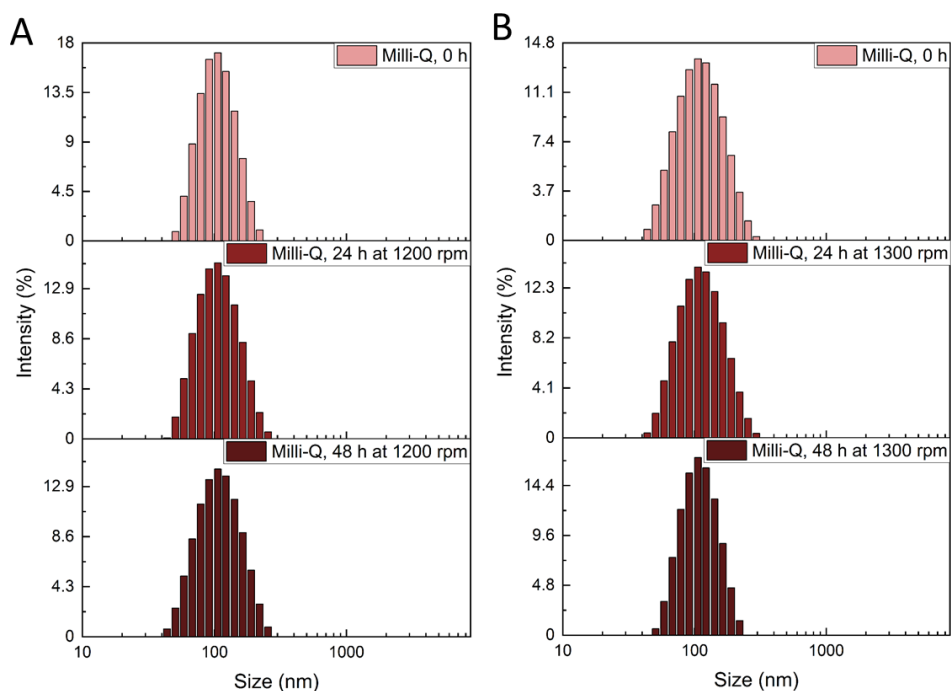 A
18
13.5
9
4.5
0
Milli-Q, 0 h
12.9
8.6
4.3
0
Milli-Q, 24 h at 1200 rpm
12.9
8.6
4.3
0
Milli-Q, 48 h at 1200 rpm
Intensity (%)
10
100
1000
Size (nm)
B
14.8
11.1
7.4
3.7
0
Milli-Q, 0 h
12.3
8.2
4.1
0
Milli-Q, 24 h at 1300 rpm
14.4
9.6
4.8
0
Milli-Q, 48 h at 1300 rpm
Intensity (%)
10
100
1000
Size (nm)